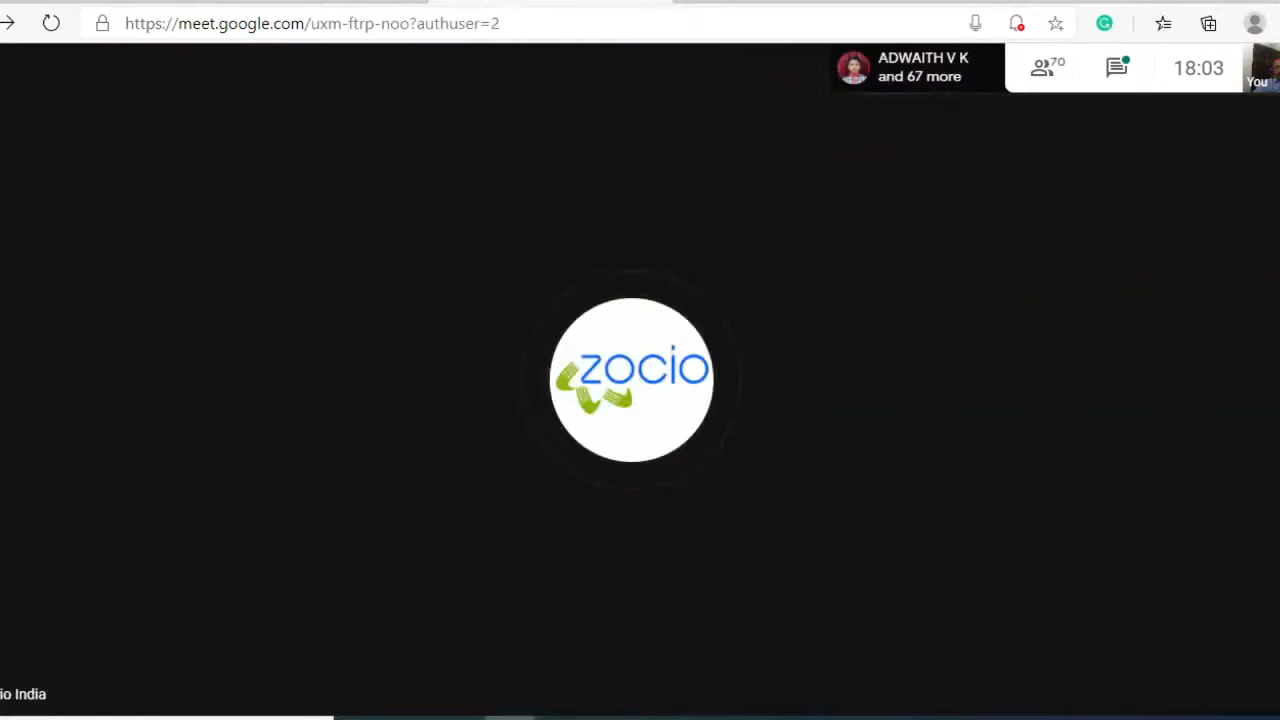 https://meet.google.com/uxm-ftrp-noo?authuser=2
ADWAITH V K
and 67 more
70
18:03
You
zocio
io India